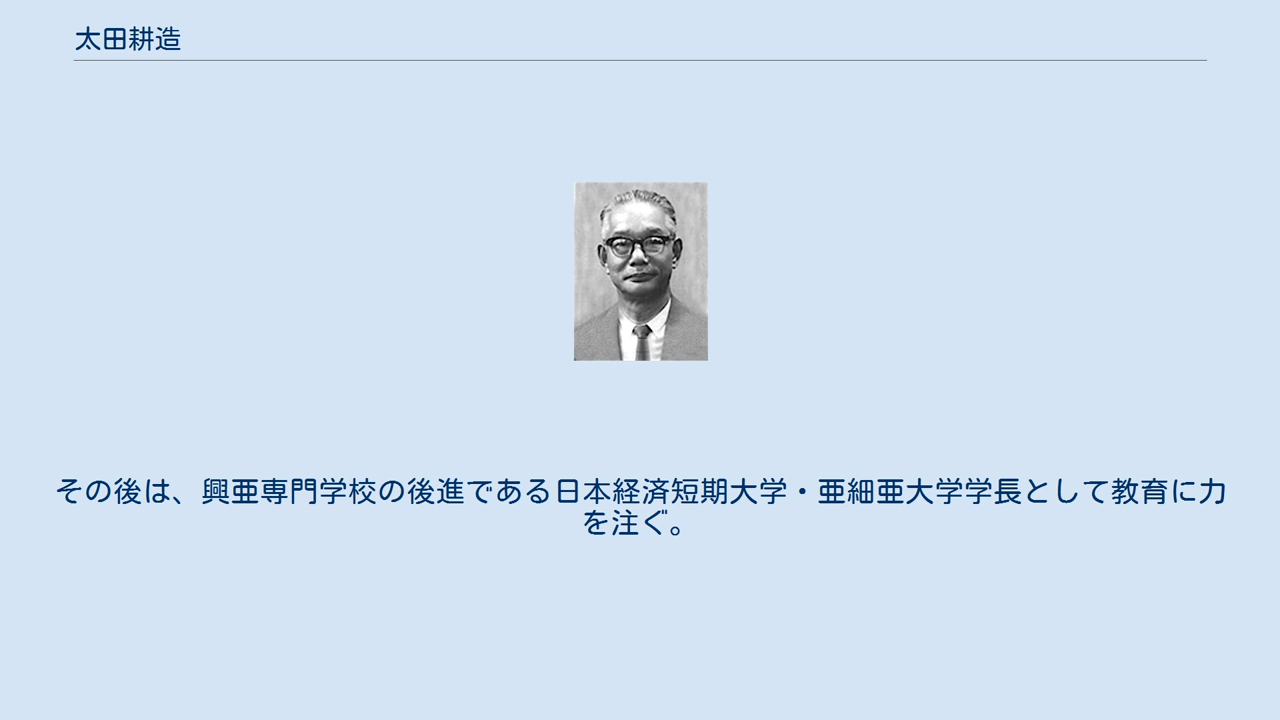 太田耕造
その後は、興亜専門学校の後進である日本経済短期大学・亜細亜大学学長として教育に力
を注ぐ。